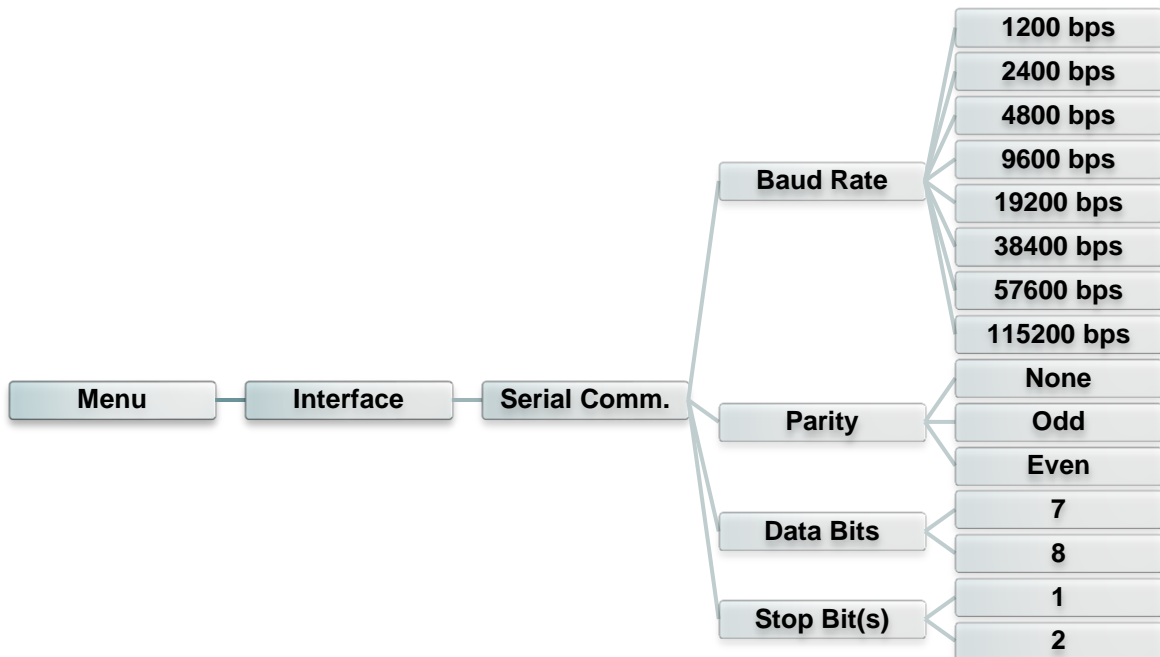 Menu
Interface
Serial Comm.
Baud Rate
1200 bps
2400 bps
4800 bps
9600 bps
19200 bps
38400 bps
57600 bps
115200 bps
Parity
None
Odd
Even
Data Bits
7
8
Stop Bit(s)
1
2